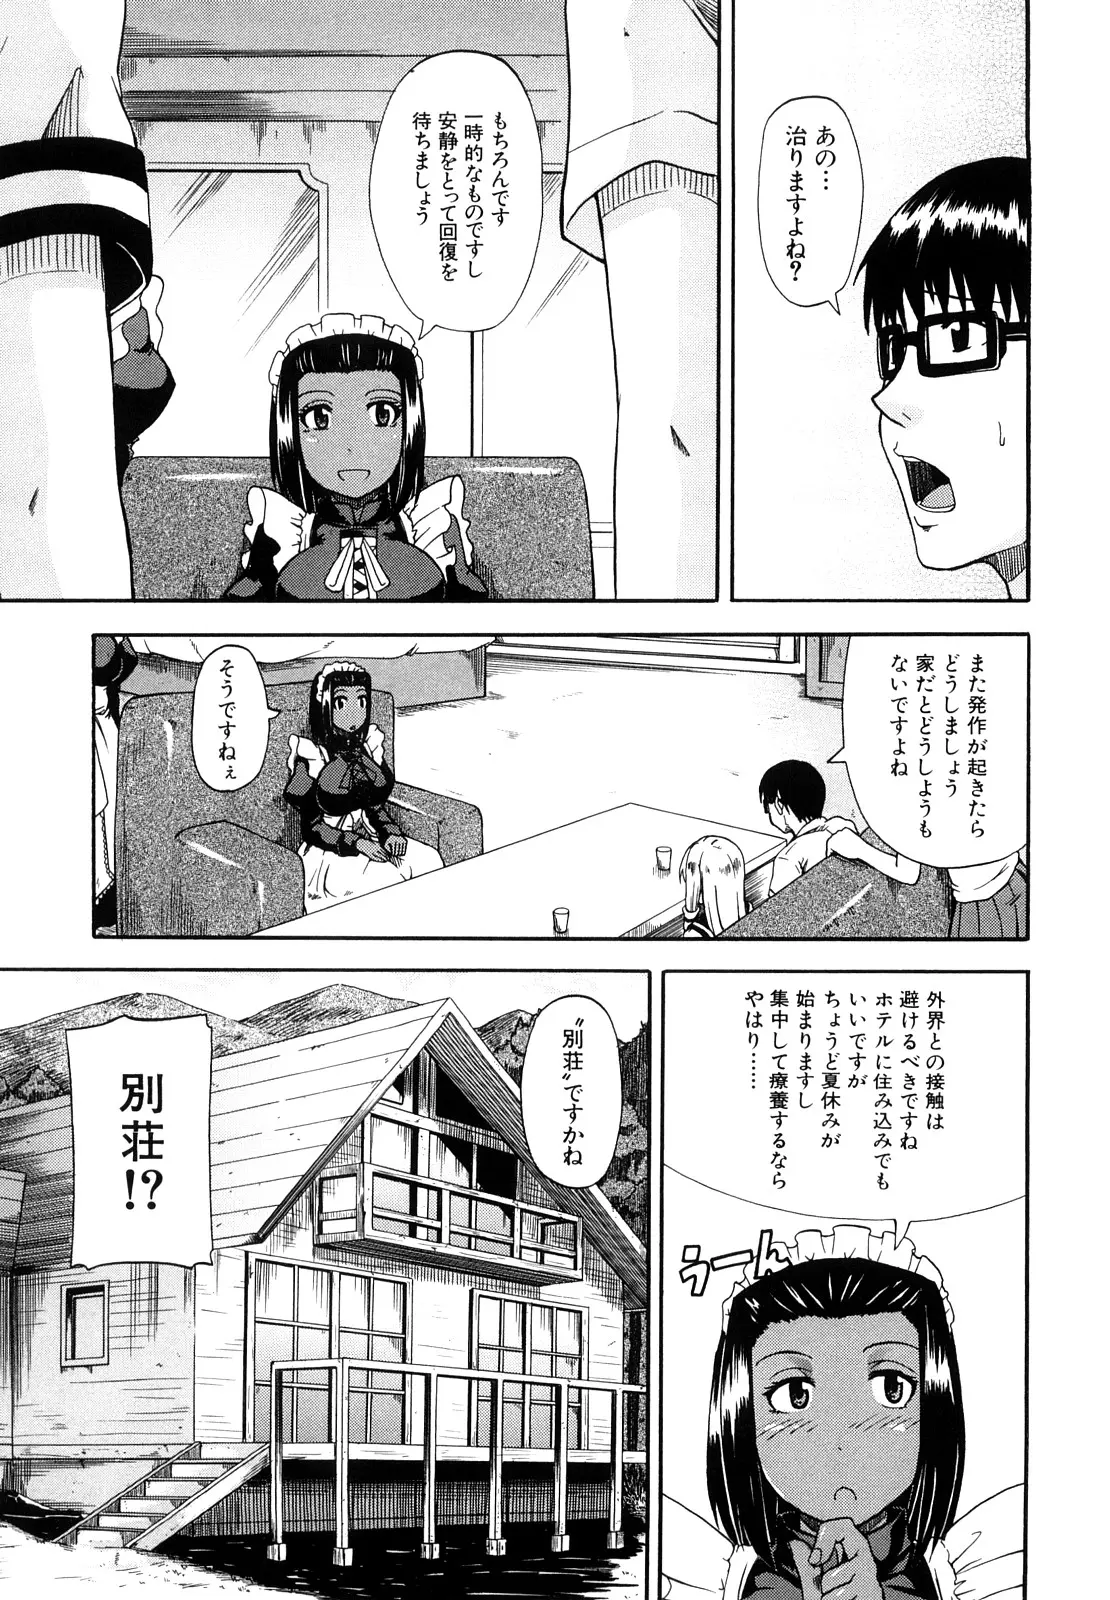 あの…
治りますよね？
もちろんです
一時的なものですし
安静をとって回復を
待ちましょう
また発作が起きたら
どうしましょう
家だとどうしようも
ないですよね
そうですねぇ
外界との接触は
避けるべきですね
ホテルに住み込みでも
いいですが
ちょうど夏休みが
始まりますし
集中して療養するなら
やはり……
うーん
〝別荘〟ですかね
別荘!?